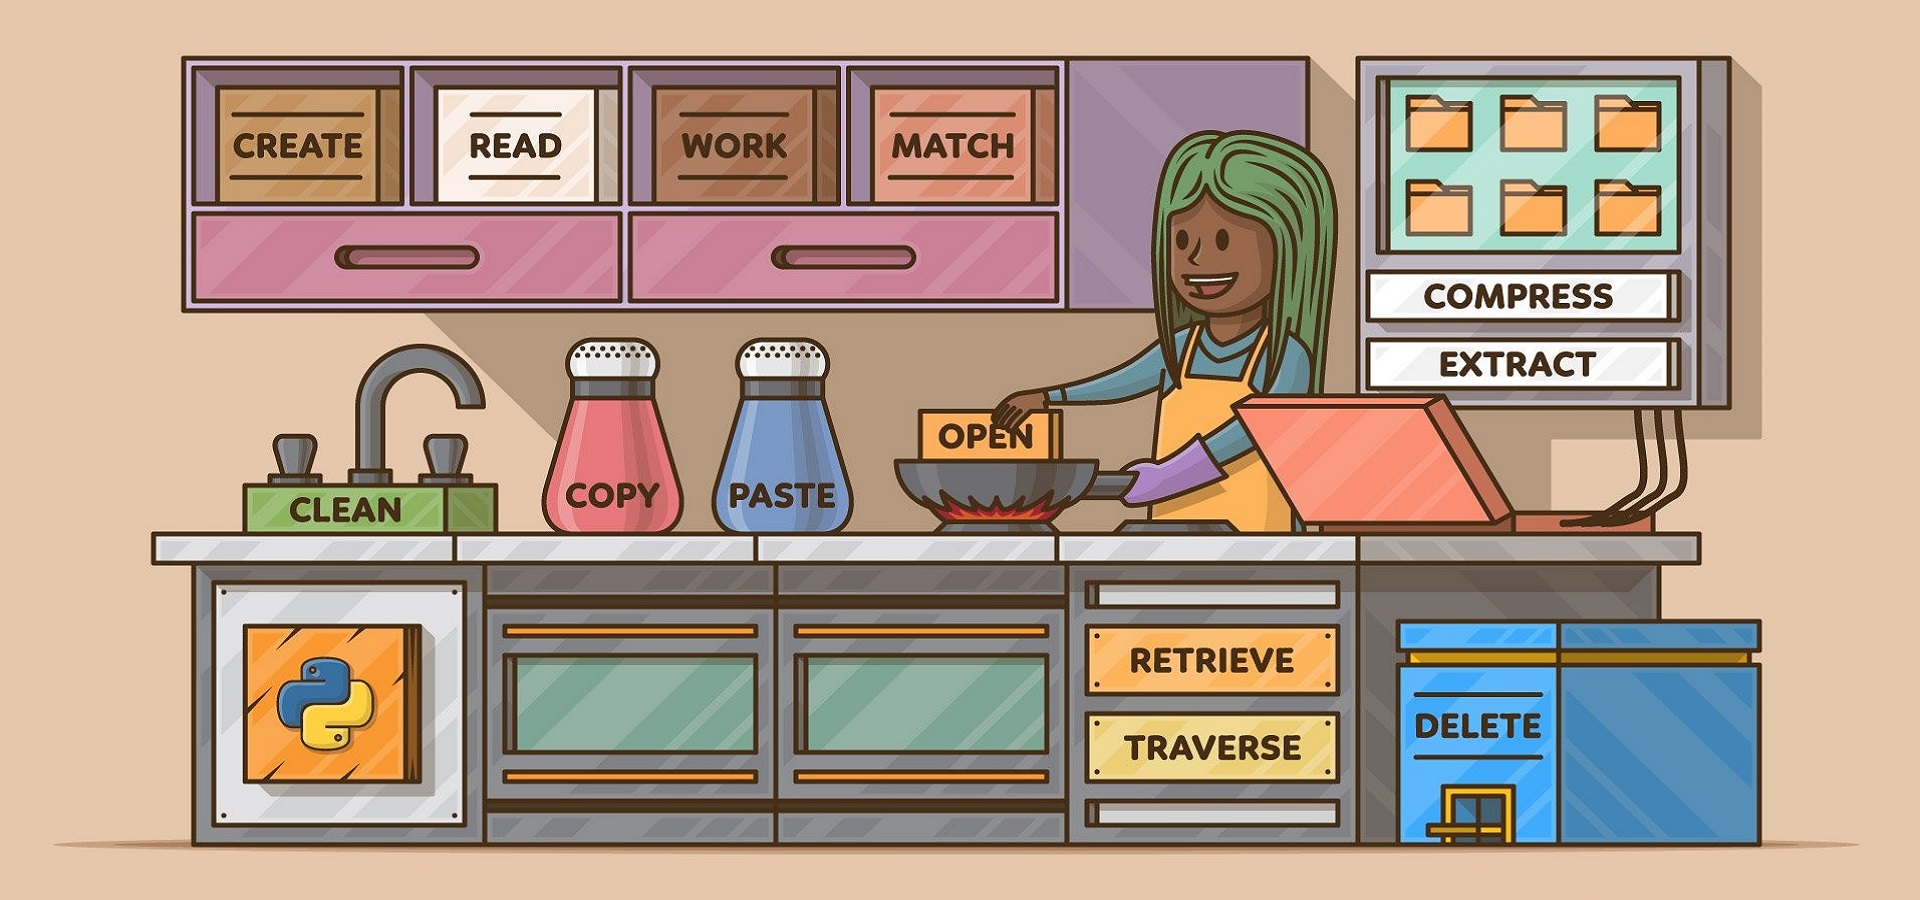 CREATE
READ
WORK
MATCH
COMPRESS
EXTRACT
OPEN
CLEAN
COPY
PASTE
RETRIEVE
TRAVERSE
DELETE